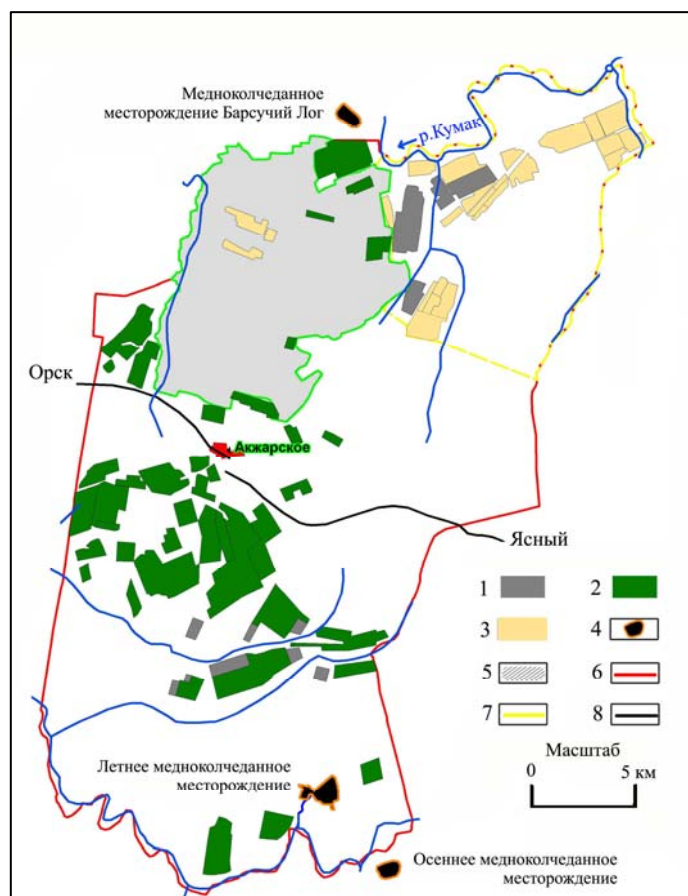 Медноколчеданное
месторождение Барсучий Лог
р.Кумак
Орск
Акжарское
Ясный
1
2
3
4
5
6
7
8
Масштаб
0 5 км
Летнее медноколчеданное
месторождение
Осеннее медноколчеданное
месторождение